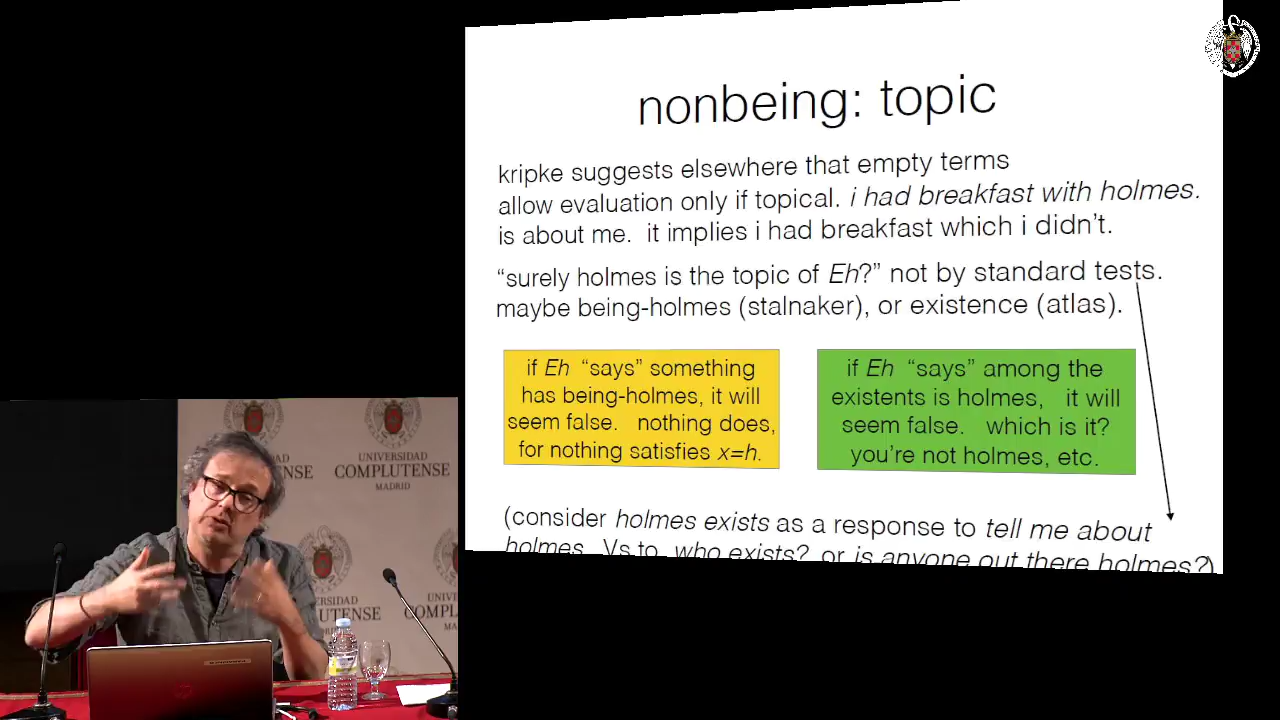 nonbeing: topic
kripke suggests elsewhere that empty terms
allow evaluation only if topical. i had breakfast with holmes.
is about me. it implies i had breakfast which i didn't.
“surely holmes is the topic of Eh?” not by standard tests.
maybe being-holmes (stalnaker), or existence (atlas).
if Eh “says” something
has being-holmes, it will
seem false. nothing does,
for nothing satisfies x=h.
if Eh “says” among the
existents is holmes, it will
seem false. which is it?
you're not holmes, etc.
(consider holmes exists as a response to tell me about
holmes. Vs to who exists? or is anyone out there holmes?)
UNIVERSIDAD
COMPLUTENSE
MADRID
RSIDAD
COMPLUTENSE